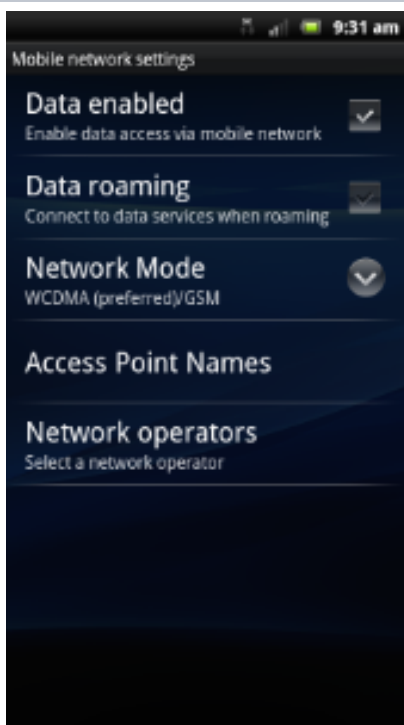 9:31 am
Mobile network settings
Data enabled
Enable data access via mobile network
Data roaming
Connect to data services when roaming
Network Mode
WCDMA (preferred)/GSM
Access Point Names
Network operators
Select a network operator